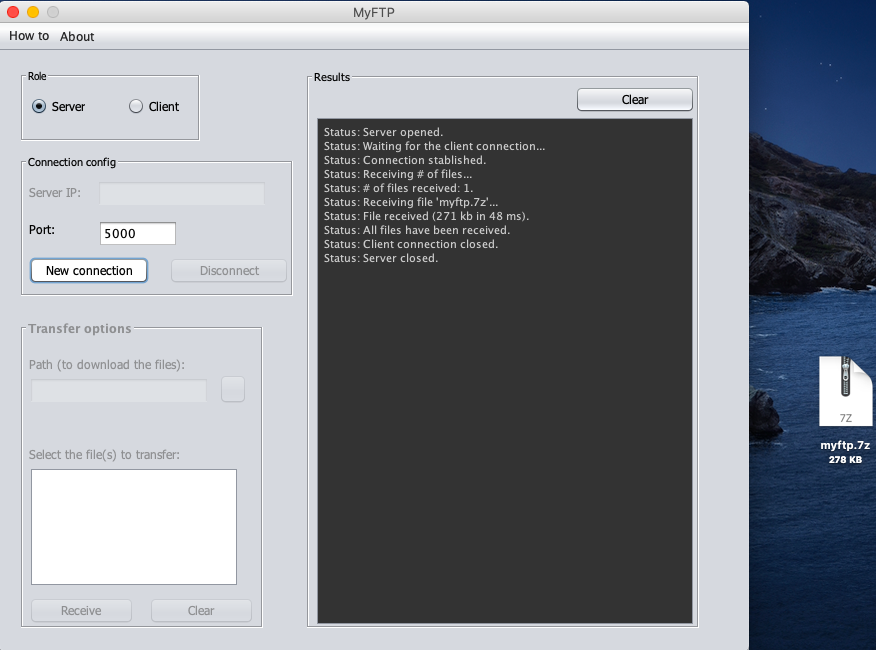 MyFTP
How to About
Role
Server Client
Connection config
Server IP:
Port: 5000
New connection Disconnect
Transfer options
Path (to download the files):
Select the file(s) to transfer:
Receive Clear
Results
Clear
Status: Server opened.
Status: Waiting for the client connection...
Status: Connection stablished.
Status: Receiving # of files...
Status: # of files received: 1.
Status: Receiving file 'myftp.7z'...
Status: File received (271 kb in 48 ms).
Status: All files have been received.
Status: Client connection closed.
Status: Server closed.
7Z
myftp.7z
278 KB